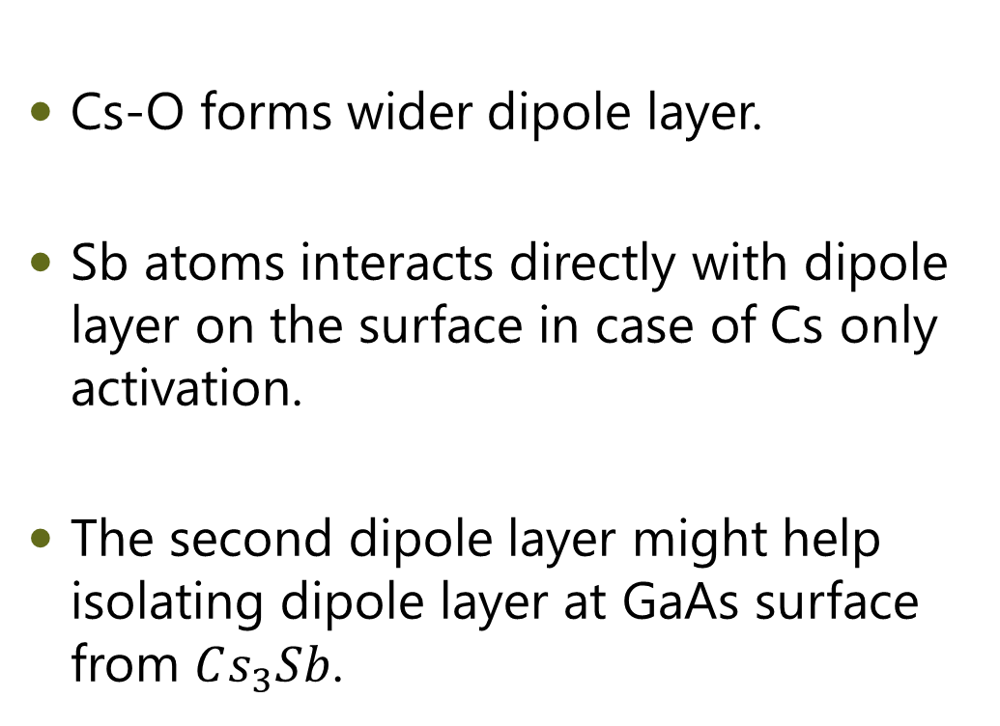 • Cs-O forms wider dipole layer.
• Sb atoms interacts directly with dipole
layer on the surface in case of Cs only
activation.
• The second dipole layer might help
isolating dipole layer at GaAs surface
from Cs₃Sb.